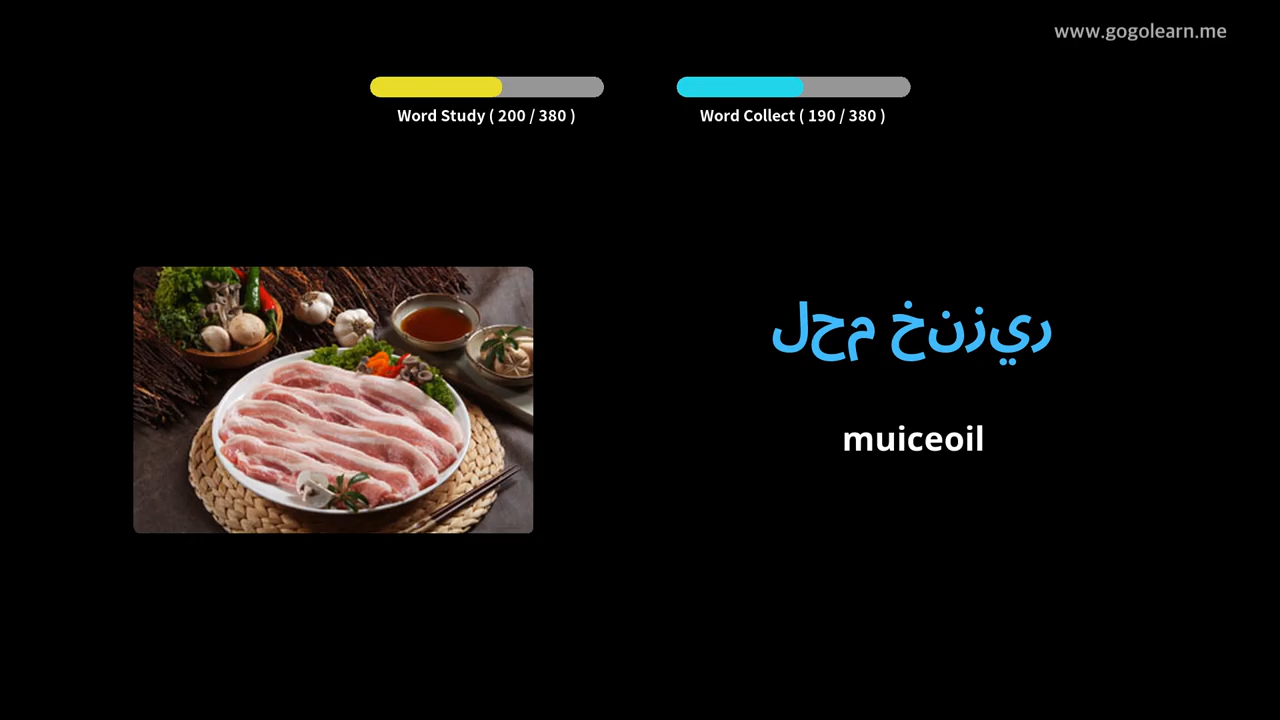 www.gogolearn.me
Word Study ( 200 / 380 )
Word Collect ( 190 / 380 )
لحم خنزير
muiceoil